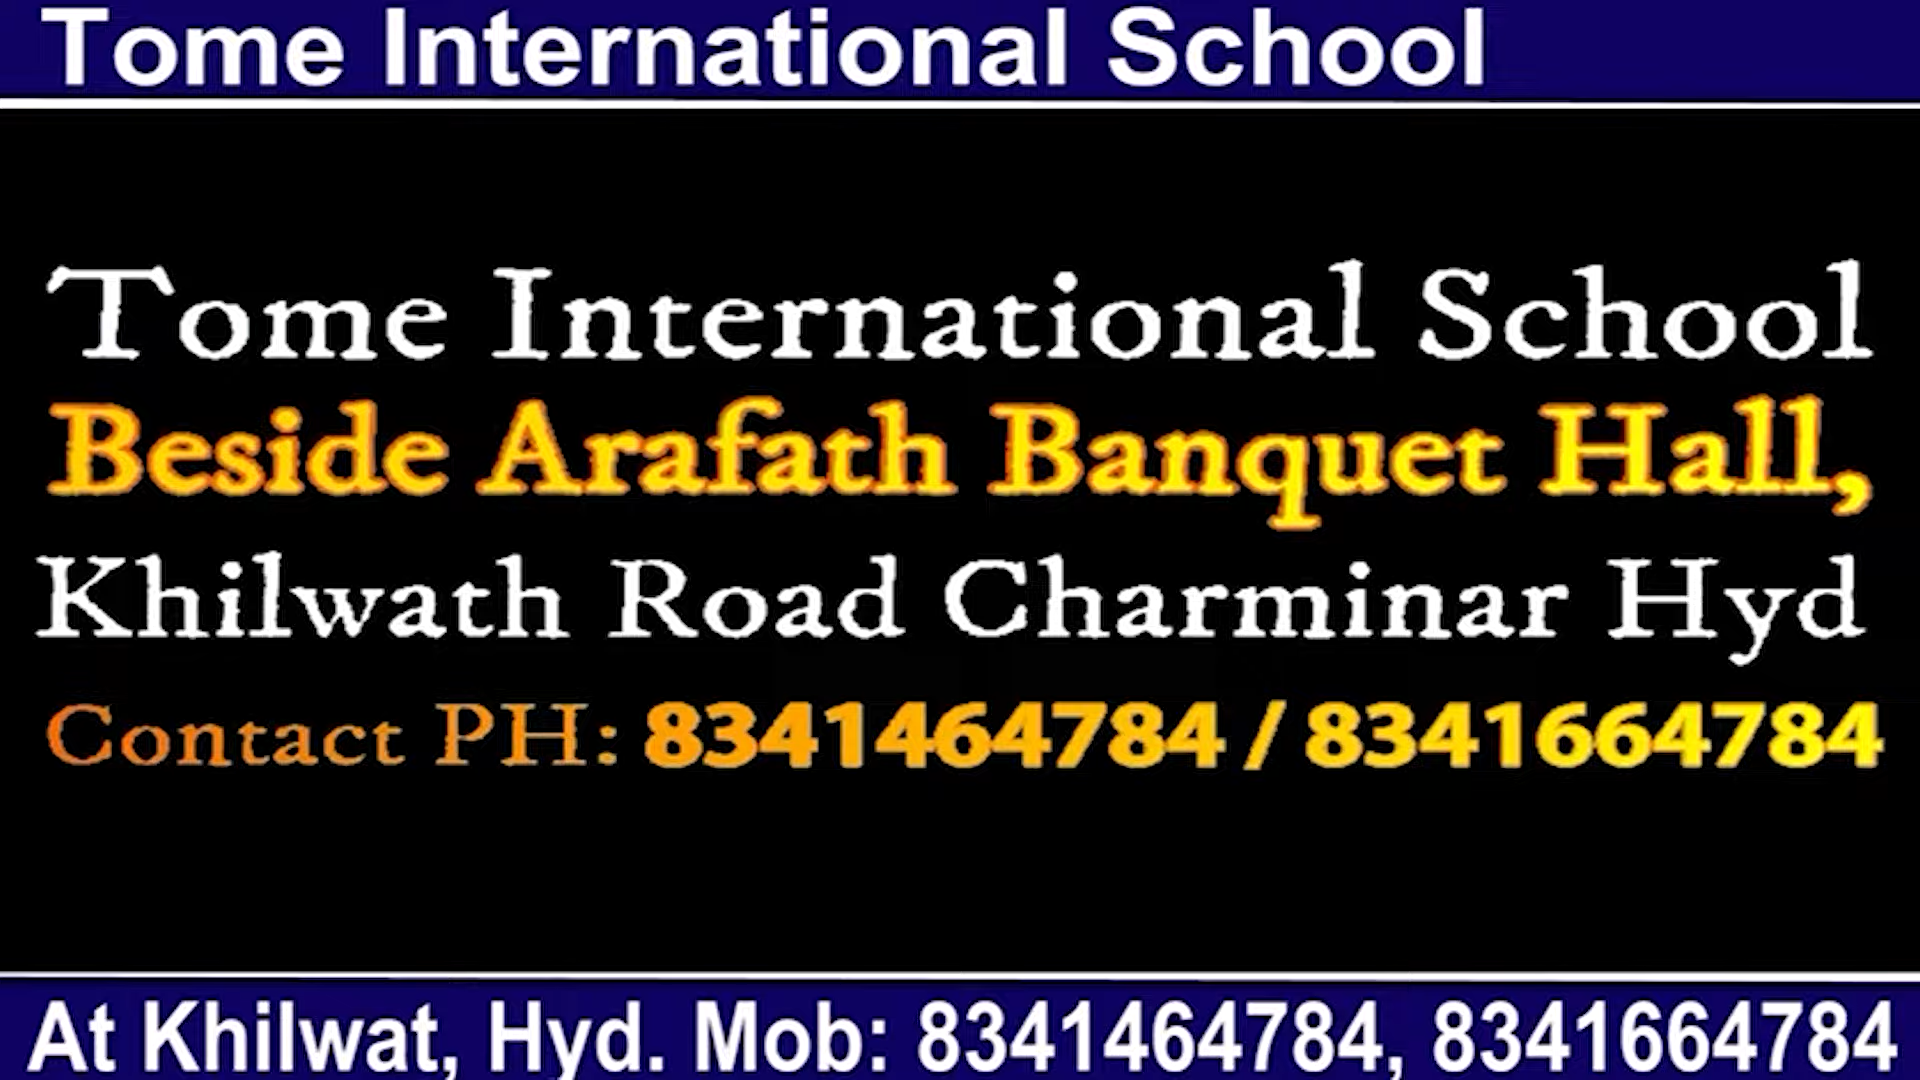 Tome International School
Tome International School
Beside Arafath Banquet Hall,
Khilwath Road Charminar Hyd
Contact PH: 8341464784 / 8341664784
At Khilwat, Hyd. Mob: 8341464784, 8341664784